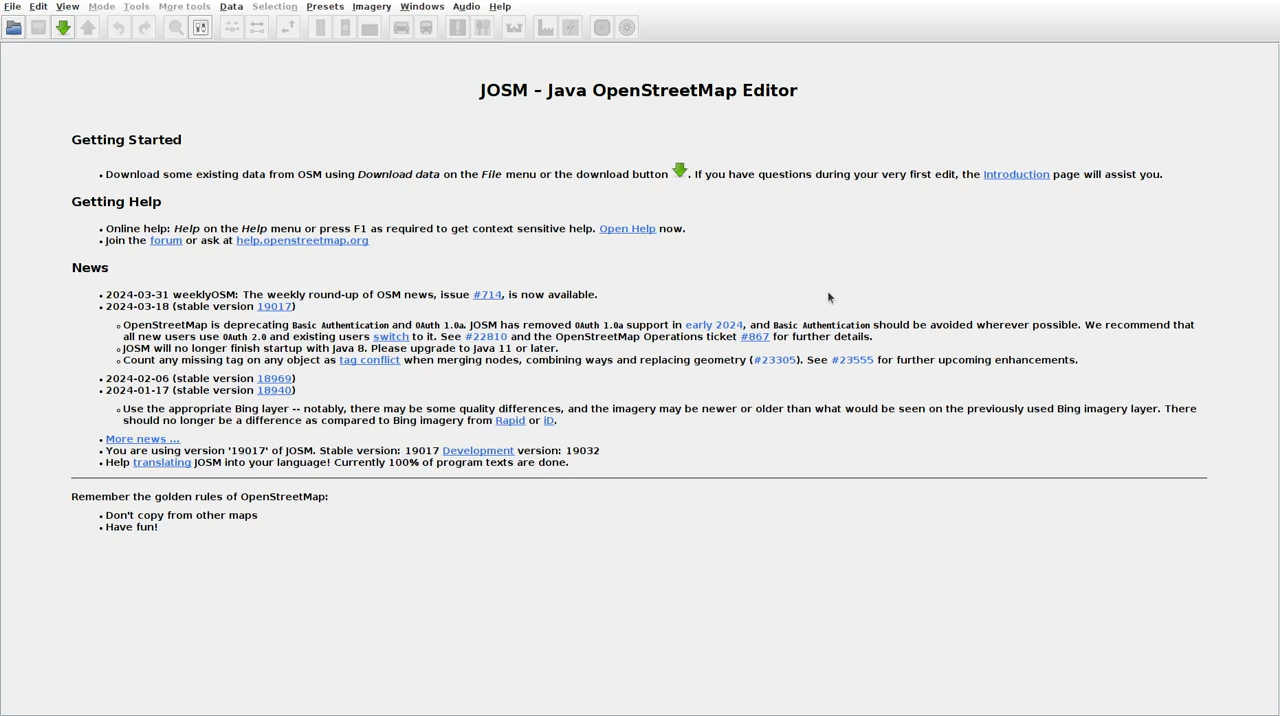 File Edit View Mode Tools More tools Data Selection Presets Imagery Windows Audio Help
JOSM – Java OpenStreetMap Editor
Getting Started
• Download some existing data from OSM using Download data on the File menu or the download button . If you have questions during your very first edit, the Introduction page will assist you.
Getting Help
• Online help: Help on the Help menu or press F1 as required to get context sensitive help. Open Help now.
• Join the forum or ask at help.openstreetmap.org
News
• 2024-03-31 weeklyOSM: The weekly round-up of OSM news, issue #714, is now available.
• 2024-03-18 (stable version 19017)
◦ OpenStreetMap is deprecating Basic Authentication and OAuth 1.0a. JOSM has removed OAuth 1.0a support in early 2024, and Basic Authentication should be avoided wherever possible. We recommend that
all new users use OAuth 2.0 and existing users switch to it. See #22810 and the OpenStreetMap Operations ticket #867 for further details.
◦ JOSM will no longer finish startup with Java 8. Please upgrade to Java 11 or later.
◦ Count any missing tag on any object as tag conflict when merging nodes, combining ways and replacing geometry (#23305). See #23555 for further upcoming enhancements.
• 2024-02-06 (stable version 18969)
• 2024-01-17 (stable version 18940)
◦ Use the appropriate Bing layer -- notably, there may be some quality differences, and the imagery may be newer or older than what would be seen on the previously used Bing imagery layer. There
should no longer be a difference as compared to Bing imagery from Rapid or iD.
• More news ...
• You are using version '19017' of JOSM. Stable version: 19017 Development version: 19032
• Help translating JOSM into your language! Currently 100% of program texts are done.
Remember the golden rules of OpenStreetMap:
• Don't copy from other maps
• Have fun!